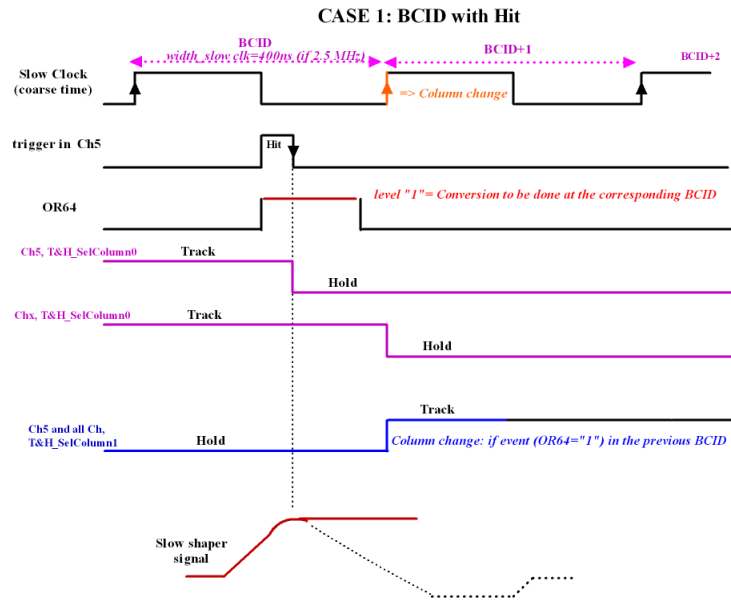 CASE 1: BCID with Hit
BCID
BCID+1
width_slow clk=400ns (if 2.5 MHz)
BCID+2
Slow Clock
(coarse time)
=> Column change
trigger in Ch5
Hit
level "1"= Conversion to be done at the corresponding BCID
OR64
Ch5, T&H_SelColumn0
Track
Hold
Chx, T&H_SelColumn0
Track
Hold
Track
Ch5 and all Ch,
T&H_SelColumn1
Hold
Column change: if event (OR64="1") in the previous BCID
Slow shaper
signal